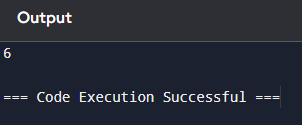 Output
6
=== Code Execution Successful ===